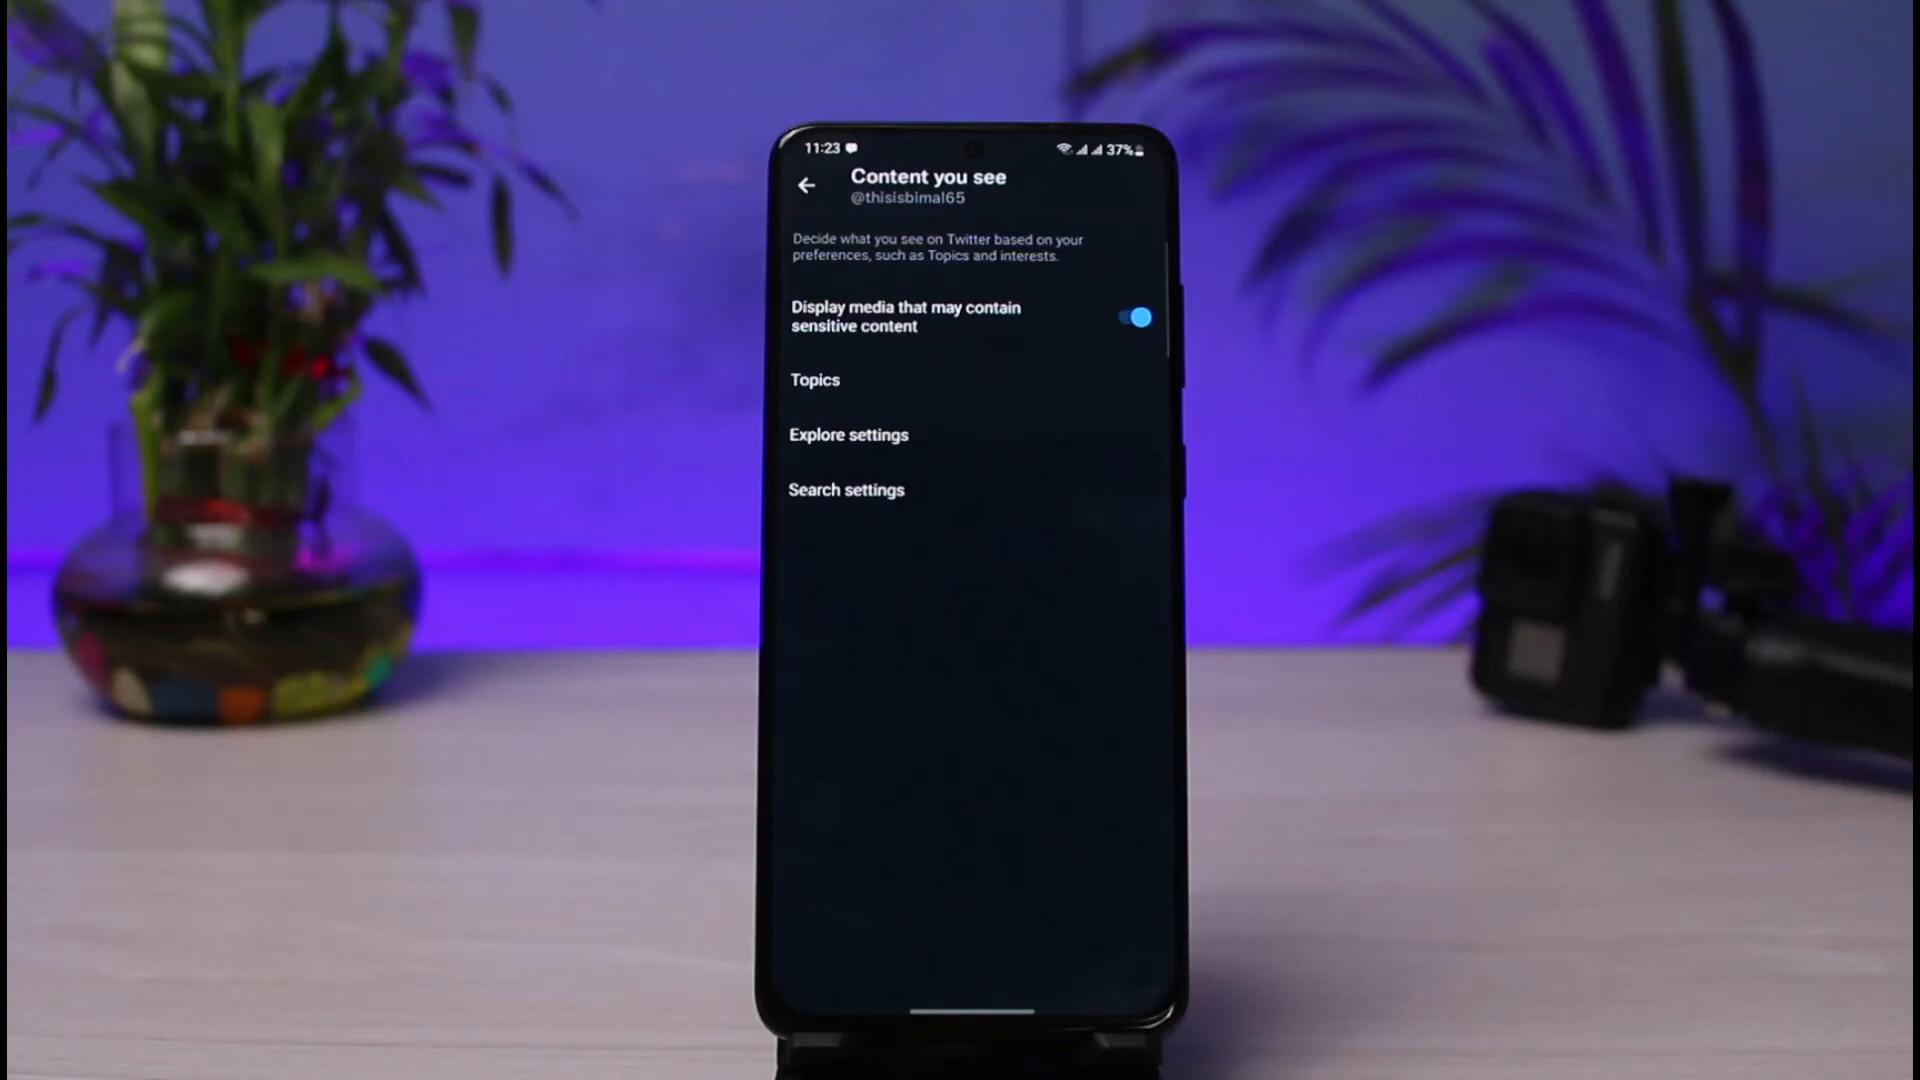 11:23
37%
Content you see
@thisisbimal65
Decide what you see on Twitter based on your
preferences, such as Topics and interests.
Display media that may contain
sensitive content
Topics
Explore settings
Search settings